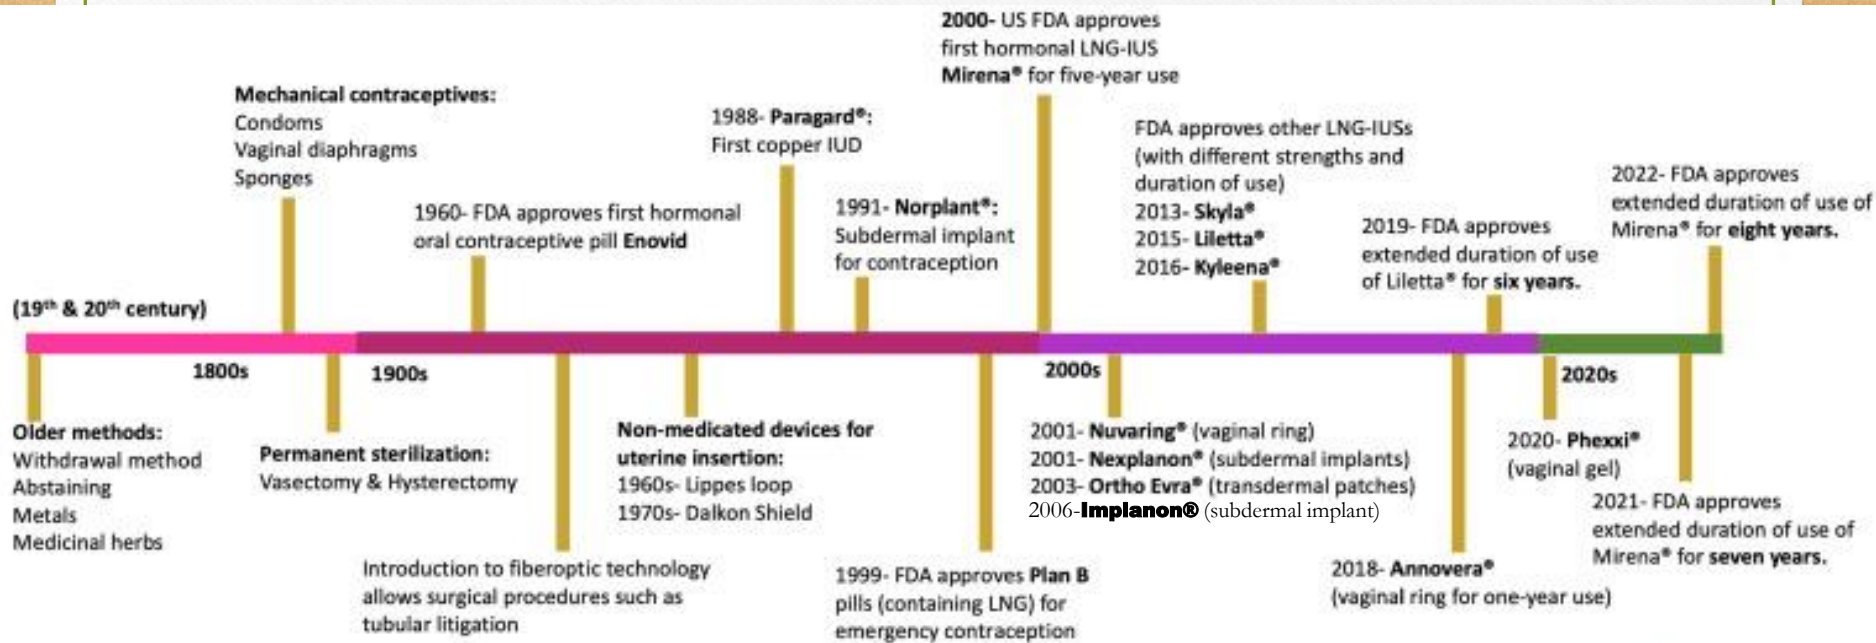 2000- US FDA approves
first hormonal LNG-IUS
Mirena® for five-year use
Mechanical contraceptives:
Condoms
Vaginal diaphragms
Sponges
1988- Paragard®:
First copper IUD
FDA approves other LNG-IUSs
(with different strengths and
duration of use)
2013- Skyla®
2015- Liletta®
2016- Kyleena®
2022- FDA approves
extended duration of use of
Mirena® for eight years.
1960- FDA approves first hormonal
oral contraceptive pill Enovid
1991- Norplant®:
Subdermal implant
for contraception
2019- FDA approves
extended duration of use
of Liletta® for six years.
(19th & 20th century)
1800s
1900s
2000s
2020s
Older methods:
Withdrawal method
Abstaining
Metals
Medicinal herbs
Permanent sterilization:
Vasectomy & Hysterectomy
Non-medicated devices for
uterine insertion:
1960s- Lippes loop
1970s- Dalkon Shield
2001- Nuvaring® (vaginal ring)
2001- Nexplanon® (subdermal implants)
2003- Ortho Evra® (transdermal patches)
2006-Implanon® (subdermal implant)
2020- Phexxi®
(vaginal gel)
2021- FDA approves
extended duration of use of
Mirena® for seven years.
Introduction to fiberoptic technology
allows surgical procedures such as
tubular litigation
1999- FDA approves Plan B
pills (containing LNG) for
emergency contraception
2018- Annovera®
(vaginal ring for one-year use)